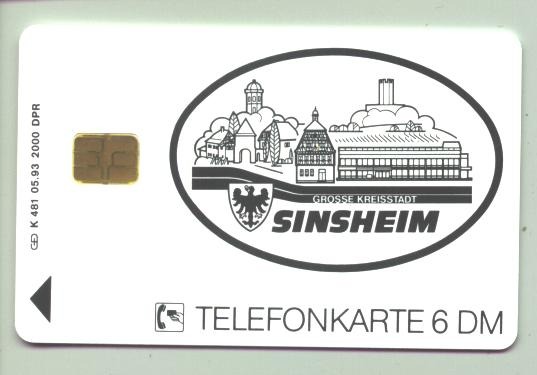 GROSSE KREISSTADT
SINSHEIM
TELEFONKARTE 6 DM
K 481 05.93 2000 DPR